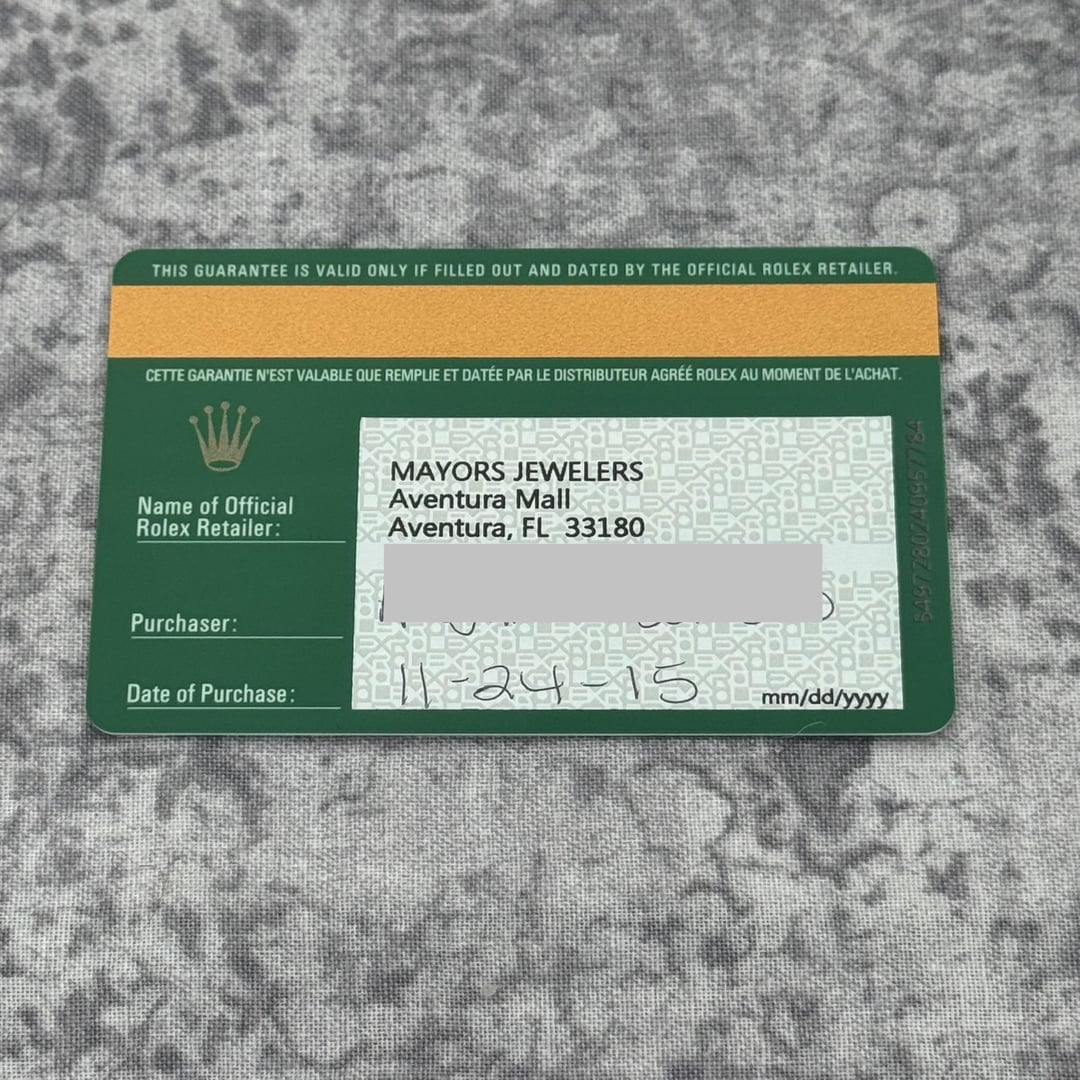 THIS GUARANTEE IS VALID ONLY IF FILLED OUT AND DATED BY THE OFFICIAL ROLEX RETAILER.
CETTE GARANTIE N'EST VALABLE QUE REMPLIE ET DATÉE PAR LE DISTRIBUTEUR AGRÉÉ ROLEX AU MOMENT DE L'ACHAT.
Name of Official
Rolex Retailer:
MAYORS JEWELERS
Aventura Mall
Aventura, FL 33180
Purchaser:
Date of Purchase:
11-24-15
mm/dd/yyyy